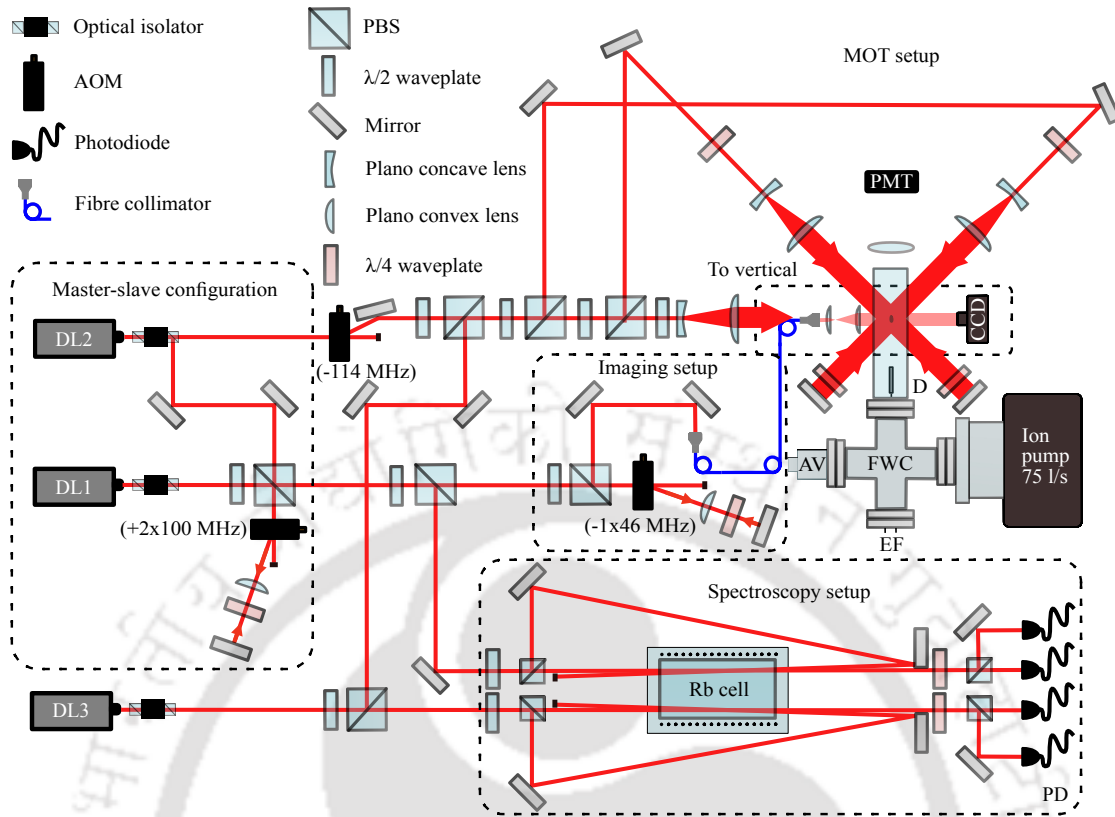 Optical isolator
AOM
Photodiode
Fibre collimator
PBS
λ/2 waveplate
Mirror
Plano concave lens
Plano convex lens
λ/4 waveplate
MOT setup
PMT
To vertical
CCD
D
Master-slave configuration
DL2
(-114 MHz)
DL1
(+2x100 MHz)
Imaging setup
(-1x46 MHz)
AV
FWC
EF
Ion
pump
75 l/s
Spectroscopy setup
Rb cell
DL3
PD